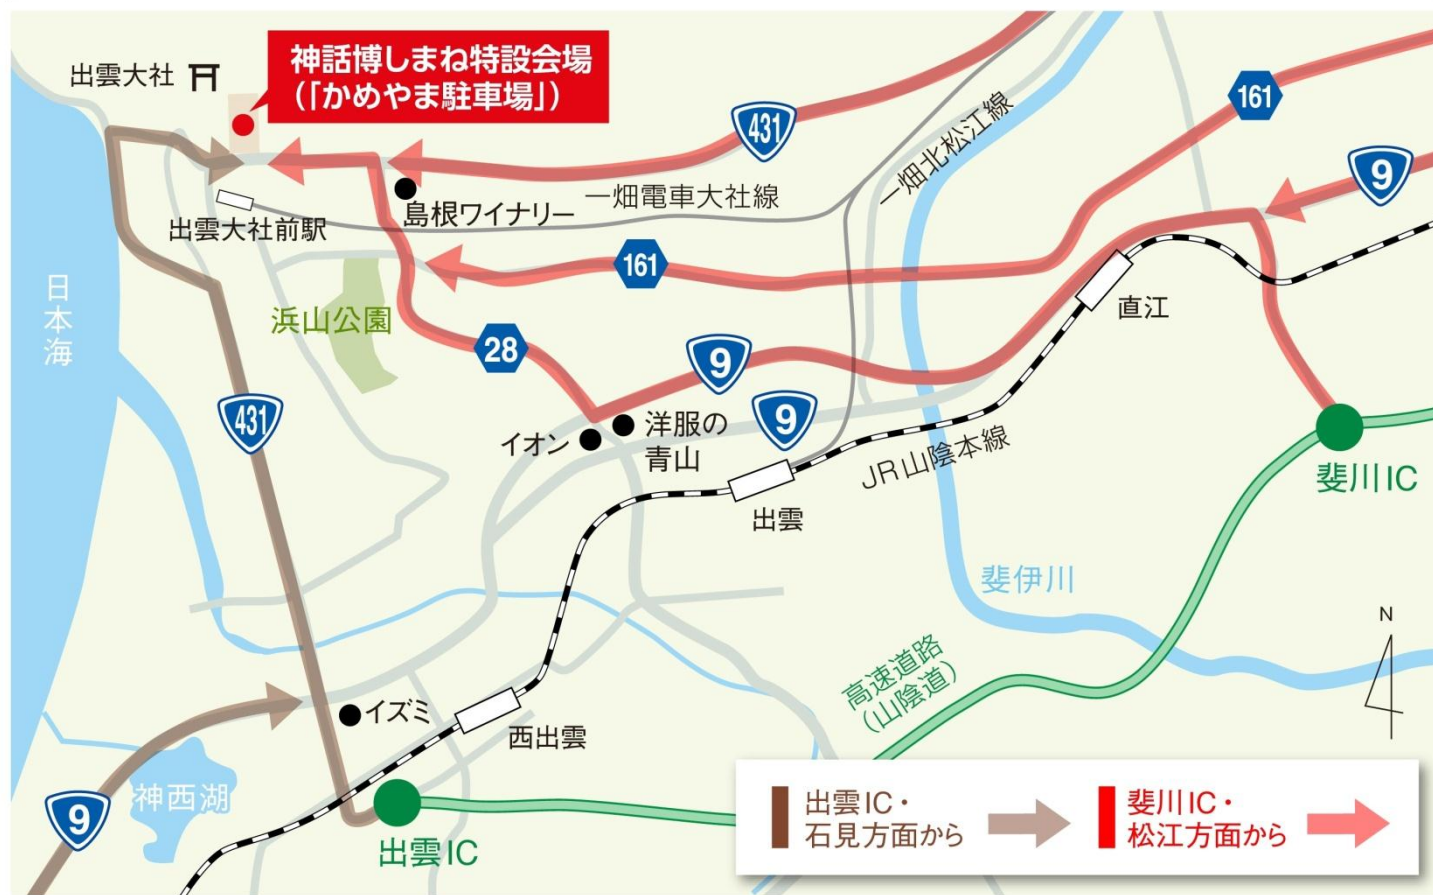 神話博しまね特設会場
(「かめやま駐車場」)
出雲大社
431
161
一畑北松江線
9
島根ワイナリー
一畑電車大社線
出雲大社前駅
161
日本海
浜山公園
直江
28
9
431
9
イオン
洋服の
青山
JR山陰本線
斐川IC
出雲
斐伊川
N
高速道路
(山陰道)
イズミ
西出雲
神西湖
9
出雲IC
出雲IC・
石見方面から
斐川IC・
松江方面から